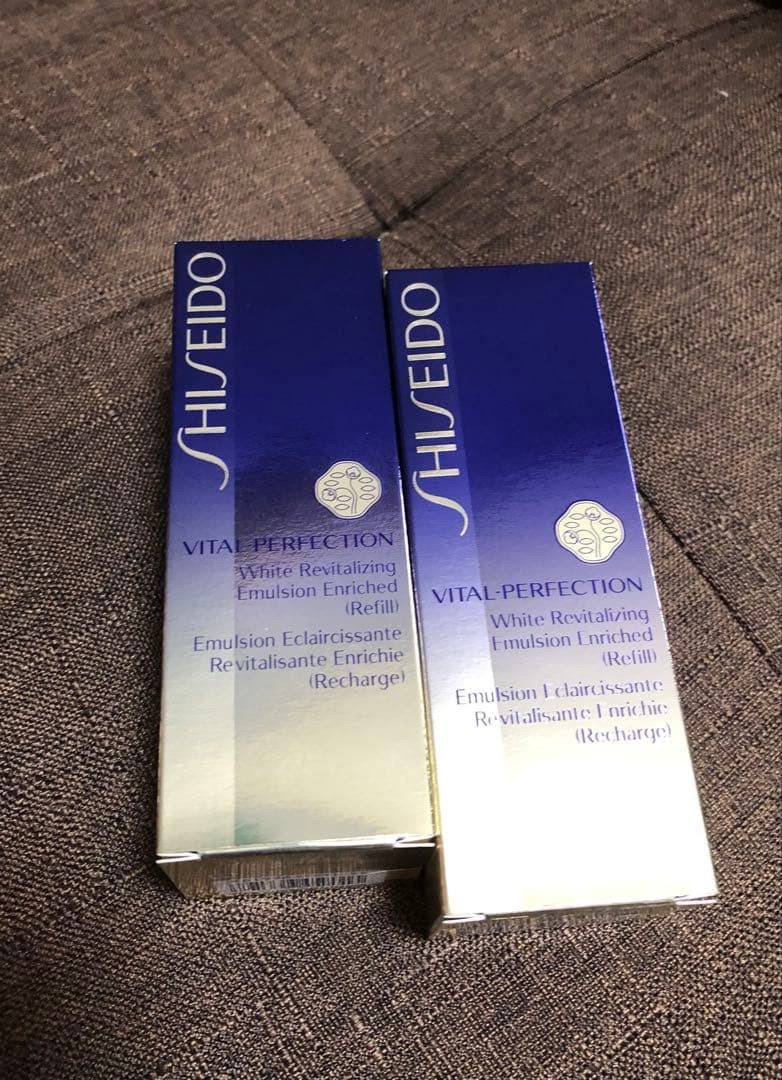 SHISEIDO
VITAL-PERFECTION
White Revitalizing
Emulsion Enriched
(Refill)
Emulsion Eclaircissante
Revitalisante Enrichie
(Recharge)
SHISEIDO
VITAL-PERFECTION
White Revitalizing
Emulsion Enriched
(Refill)
Emulsion Eclaircissante
Revitalisante Enrichie
(Recharge)